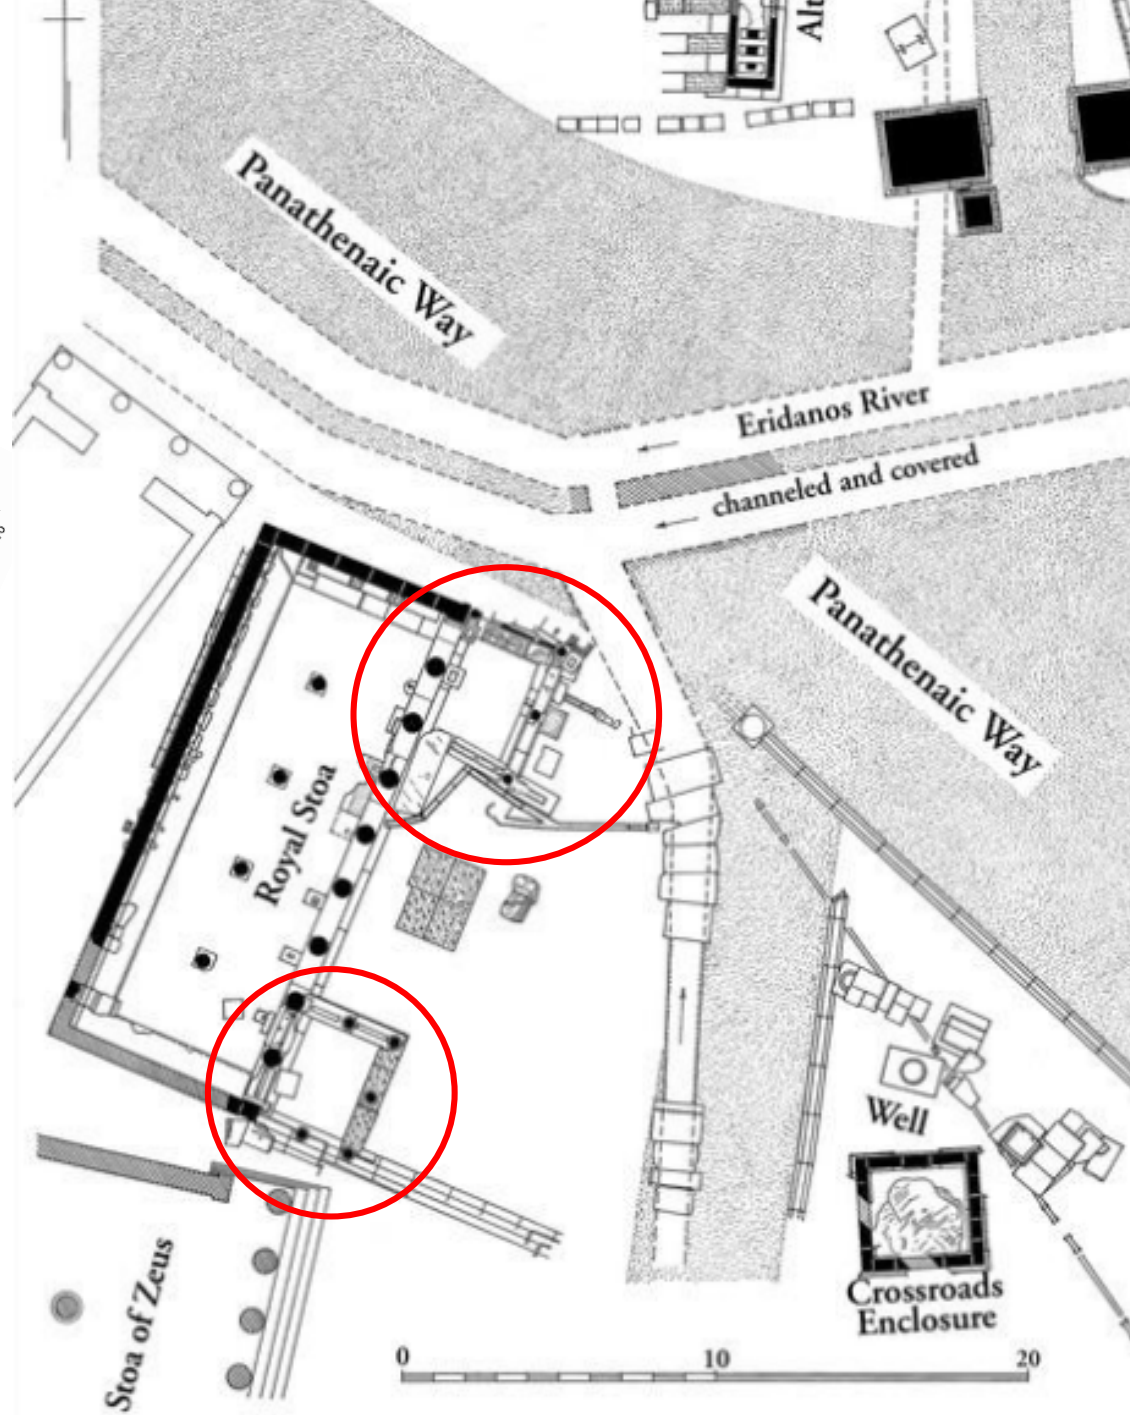 Alt
Panathenaic Way
Eridanos River
channeled and covered
Panathenaic Way
Royal Stoa
Well
Crossroads
Enclosure
Stoa of Zeus
0 10 20